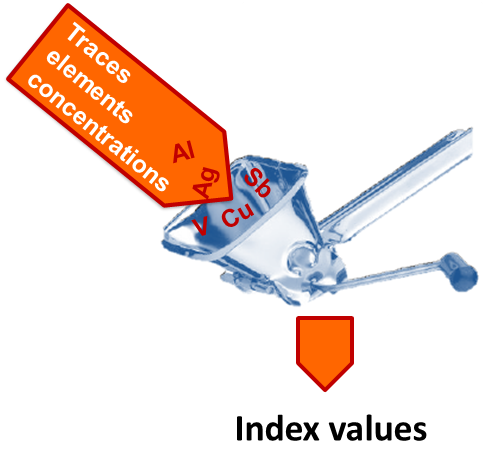 Traces
elements
concentrations
Al
Ag
Sb
Cu
V
Index values